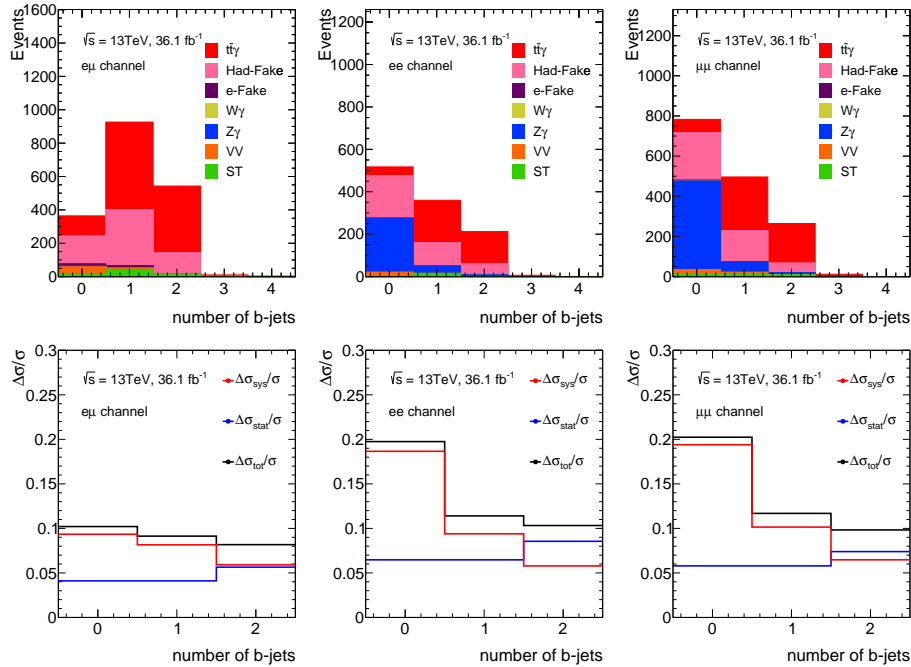 Events
1600
1400
1200
1000
800
600
400
200
0
√s = 13TeV, 36.1 fb⁻¹
eμ channel
tt̄γ
Had-Fake
e-Fake
Wγ
Zγ
VV
ST
0 1 2 3 4
number of b-jets
Events
1200
1000
800
600
400
200
0
√s = 13TeV, 36.1 fb⁻¹
ee channel
tt̄γ
Had-Fake
e-Fake
Wγ
Zγ
VV
ST
0 1 2 3 4
number of b-jets
Events
1200
1000
800
600
400
200
0
√s = 13TeV, 36.1 fb⁻¹
μμ channel
tt̄γ
Had-Fake
e-Fake
Wγ
Zγ
VV
ST
0 1 2 3 4
number of b-jets
Δσ/σ
0.3
0.25
0.2
0.15
0.1
0.05
0
√s = 13TeV, 36.1 fb⁻¹
eμ channel
Δσsys/σ
Δσstat/σ
Δσtot/σ
0 1 2
number of b-jets
Δσ/σ
0.3
0.25
0.2
0.15
0.1
0.05
0
√s = 13TeV, 36.1 fb⁻¹
ee channel
Δσsys/σ
Δσstat/σ
Δσtot/σ
0 1 2
number of b-jets
Δσ/σ
0.3
0.25
0.2
0.15
0.1
0.05
0
√s = 13TeV, 36.1 fb⁻¹
μμ channel
Δσsys/σ
Δσstat/σ
Δσtot/σ
0 1 2
number of b-jets